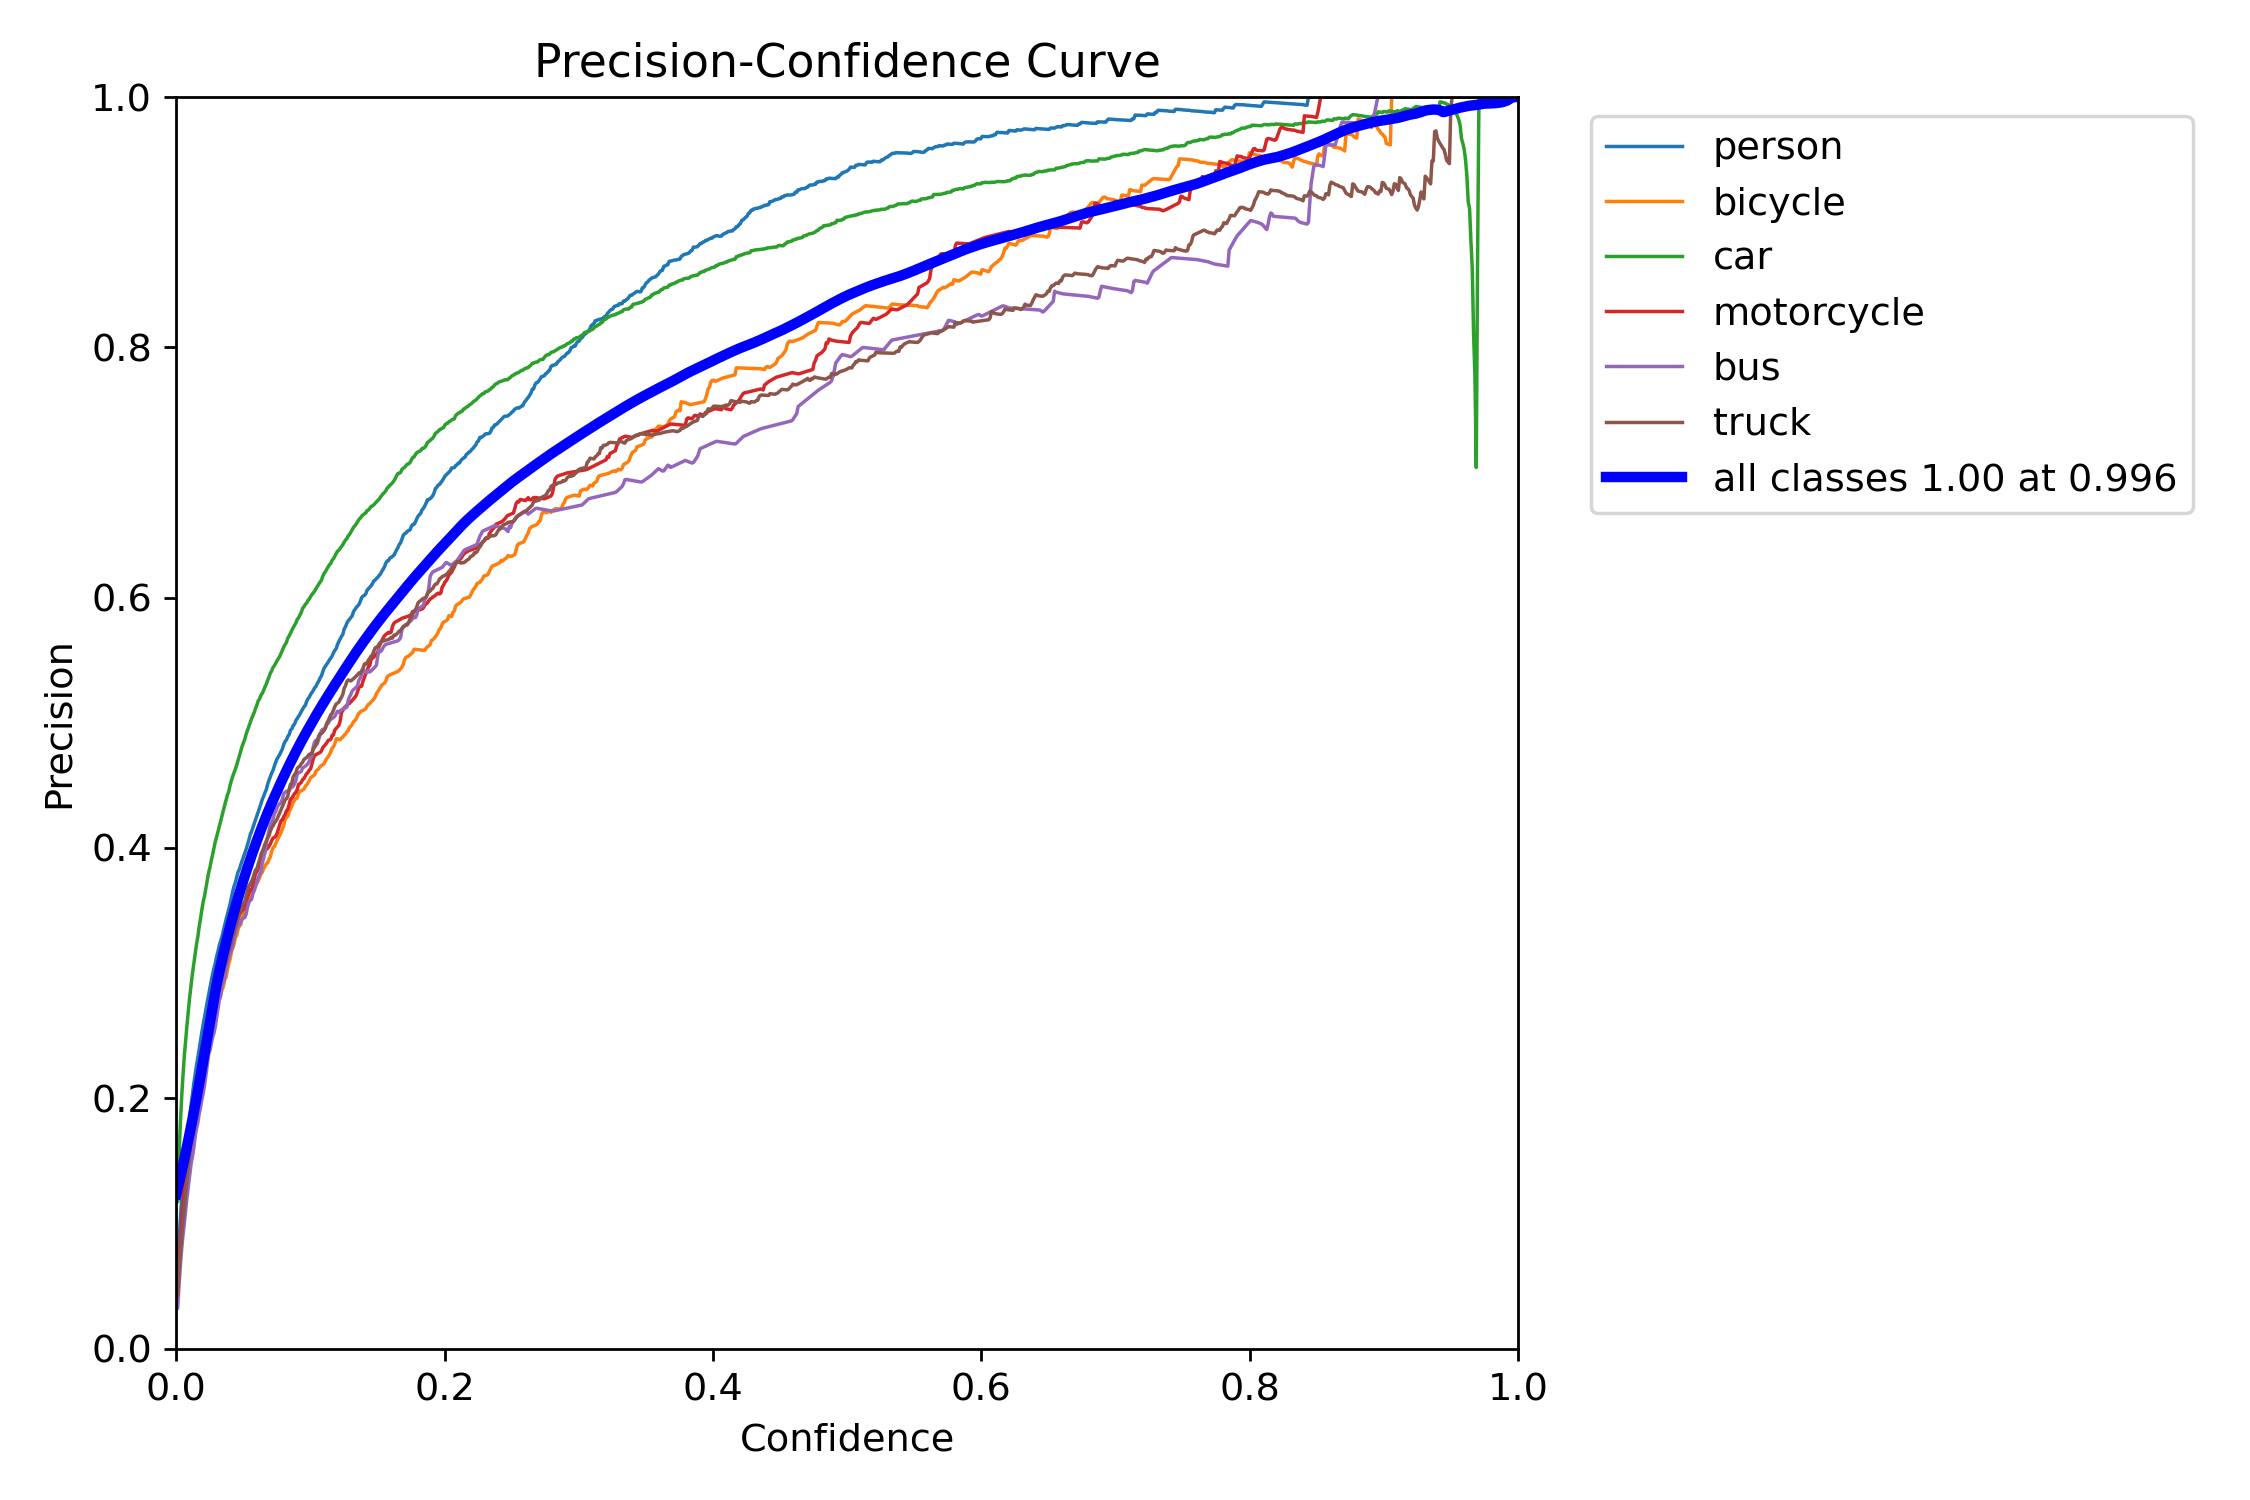 Precision-Confidence Curve
1.0
0.8
0.6
0.4
0.2
0.0
Precision
0.0 0.2 0.4 0.6 0.8 1.0
Confidence
person
bicycle
car
motorcycle
bus
truck
all classes 1.00 at 0.996